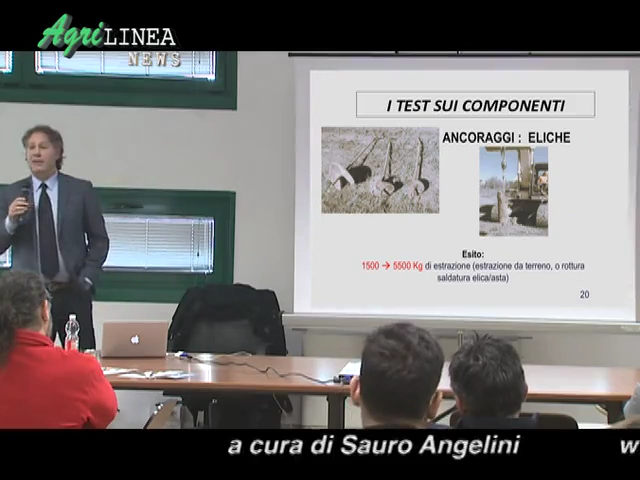 AgriLINEA
NEWS
I TEST SUI COMPONENTI
ANCORAGGI : ELICHE
Esito:
1500 → 5500 Kg di estrazione (estrazione da terreno, o rottura
saldatura elica/asta)
20
a cura di Sauro Angelini
w